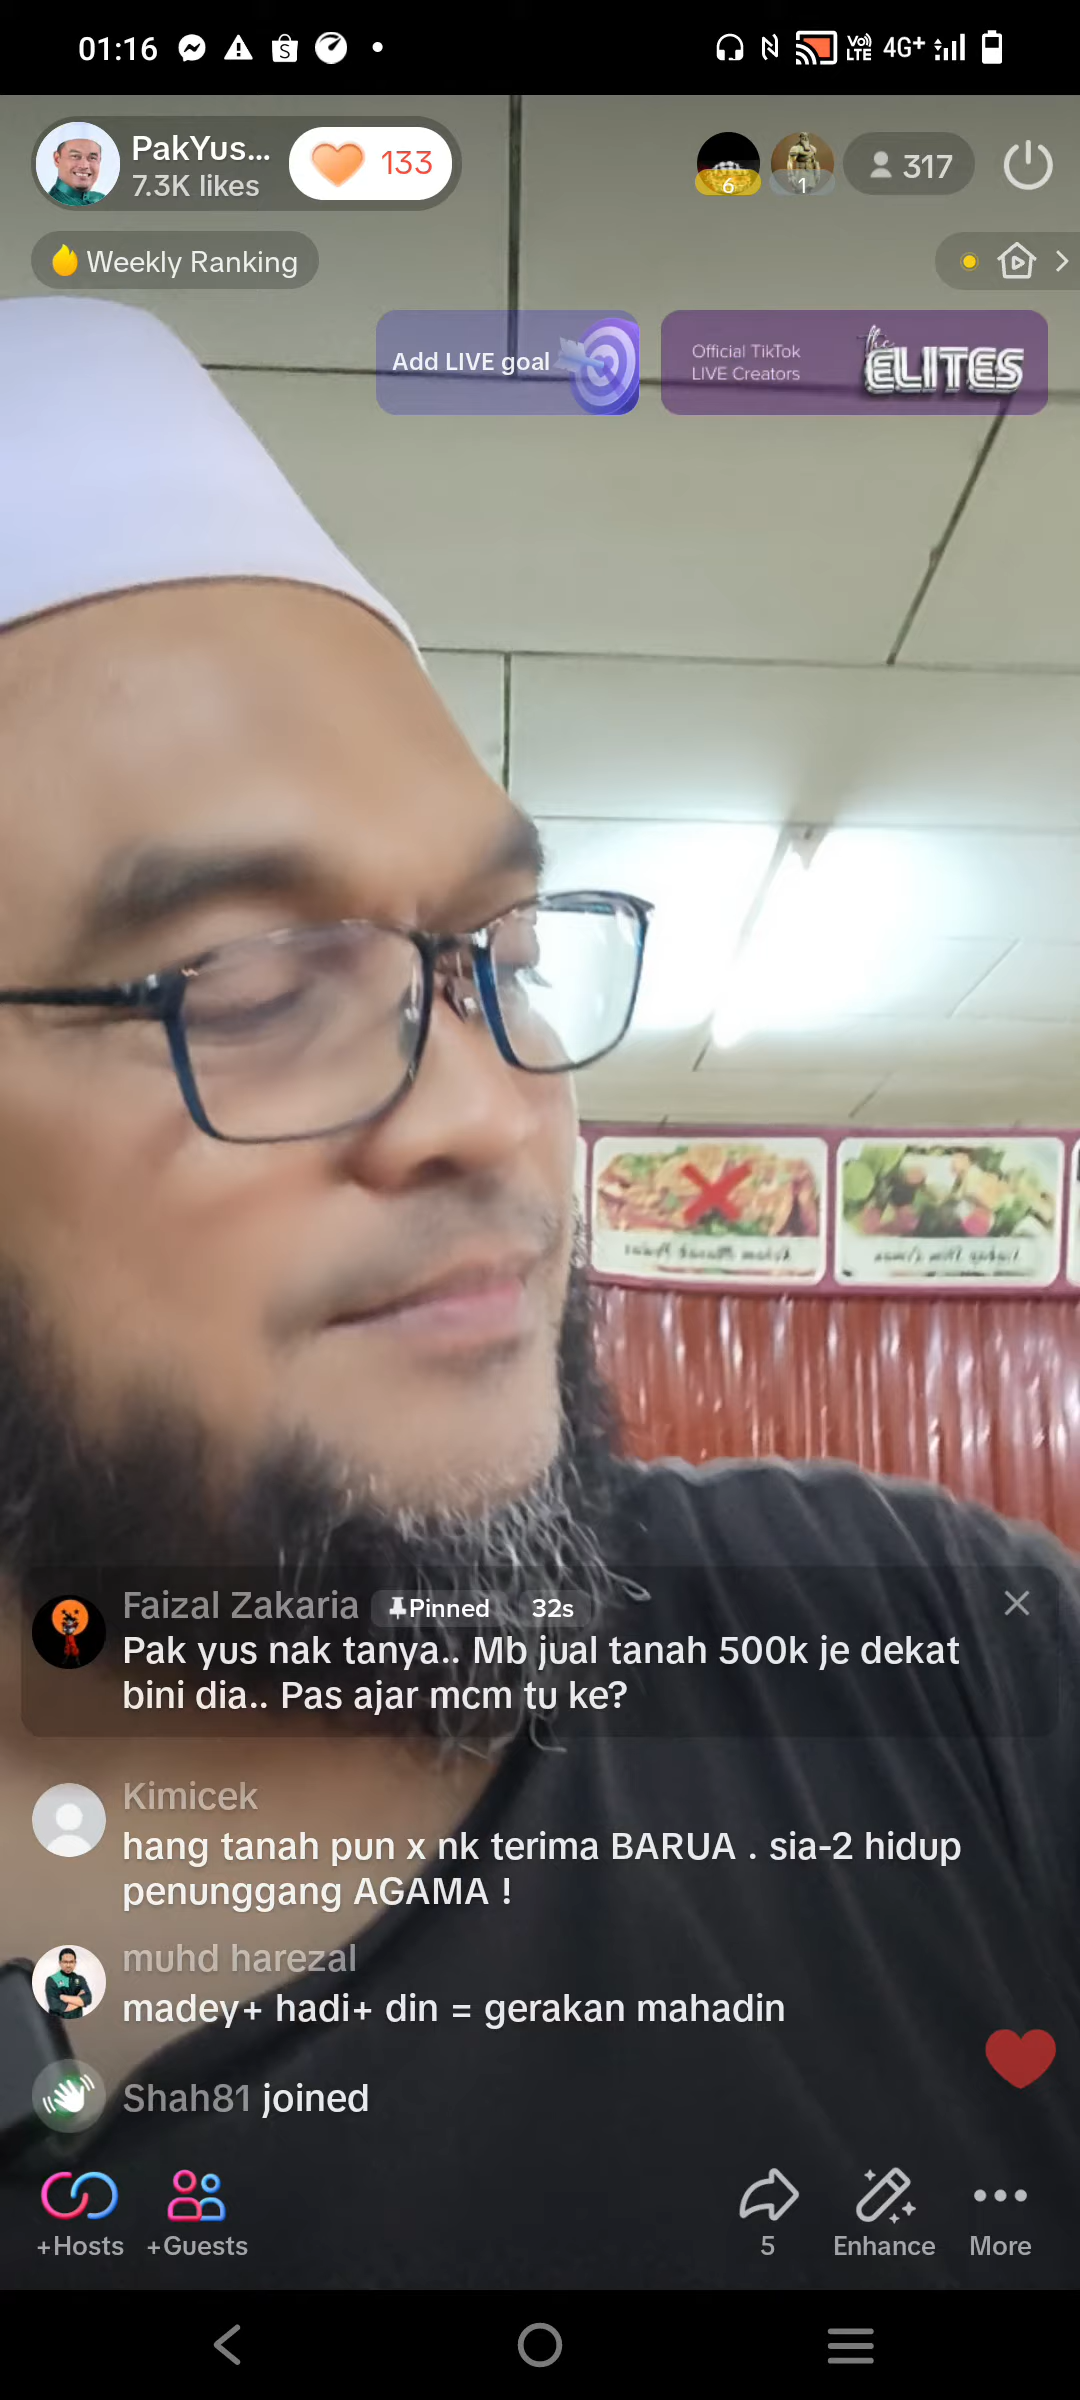 01:16
VoLTE 4G+
PakYus...
7.3K likes
133
6
1
317
Weekly Ranking
Add LIVE goal
Official TikTok
LIVE Creators
the
ELITES
Faizal Zakaria Pinned 32s
Pak yus nak tanya.. Mb jual tanah 500k je dekat
bini dia.. Pas ajar mcm tu ke?
Kimicek
hang tanah pun x nk terima BARUA . sia-2 hidup
penunggang AGAMA !
muhd harezal
madey+ hadi+ din = gerakan mahadin
Shah81 joined
+Hosts
+Guests
5
Enhance
More